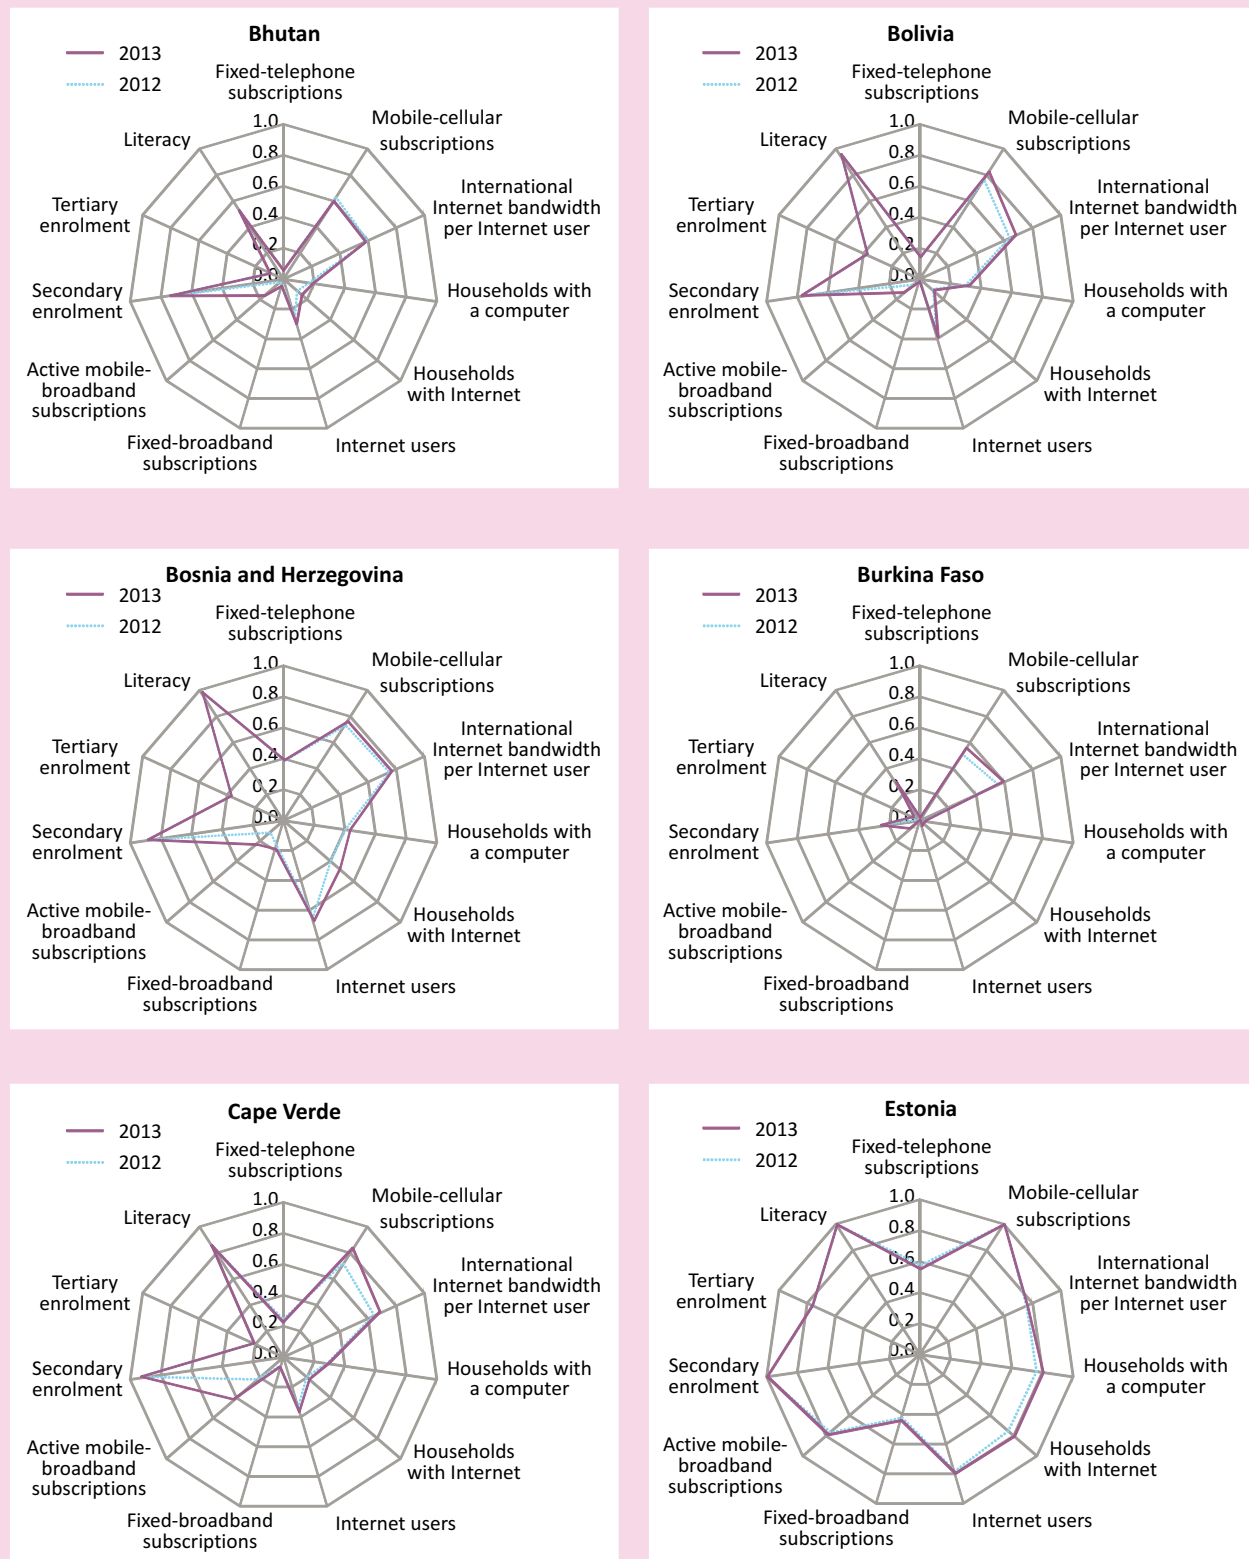 Bhutan
2013
2012
Fixed-telephone
subscriptions
Mobile-cellular
subscriptions
International
Internet bandwidth
per Internet user
Households with
a computer
Households
with Internet
Internet users
Fixed-broadband
subscriptions
Active mobile-
broadband
subscriptions
Secondary
enrolment
Tertiary
enrolment
Literacy
1.0
0.8
0.6
0.4
0.2
0.0
Bolivia
2013
2012
Fixed-telephone
subscriptions
Mobile-cellular
subscriptions
International
Internet bandwidth
per Internet user
Households with
a computer
Households
with Internet
Internet users
Fixed-broadband
subscriptions
Active mobile-
broadband
subscriptions
Secondary
enrolment
Tertiary
enrolment
Literacy
1.0
0.8
0.6
0.4
0.2
0.0
Bosnia and Herzegovina
2013
2012
Fixed-telephone
subscriptions
Mobile-cellular
subscriptions
International
Internet bandwidth
per Internet user
Households with
a computer
Households
with Internet
Internet users
Fixed-broadband
subscriptions
Active mobile-
broadband
subscriptions
Secondary
enrolment
Tertiary
enrolment
Literacy
1.0
0.8
0.6
0.4
0.2
0.0
Burkina Faso
2013
2012
Fixed-telephone
subscriptions
Mobile-cellular
subscriptions
International
Internet bandwidth
per Internet user
Households with
a computer
Households
with Internet
Internet users
Fixed-broadband
subscriptions
Active mobile-
broadband
subscriptions
Secondary
enrolment
Tertiary
enrolment
Literacy
1.0
0.8
0.6
0.4
0.2
0.0
Cape Verde
2013
2012
Fixed-telephone
subscriptions
Mobile-cellular
subscriptions
International
Internet bandwidth
per Internet user
Households with
a computer
Households
with Internet
Internet users
Fixed-broadband
subscriptions
Active mobile-
broadband
subscriptions
Secondary
enrolment
Tertiary
enrolment
Literacy
1.0
0.8
0.6
0.4
0.2
0.0
Estonia
2013
2012
Fixed-telephone
subscriptions
Mobile-cellular
subscriptions
International
Internet bandwidth
per Internet user
Households with
a computer
Households
with Internet
Internet users
Fixed-broadband
subscriptions
Active mobile-
broadband
subscriptions
Secondary
enrolment
Tertiary
enrolment
Literacy
1.0
0.8
0.6
0.4
0.2
0.0